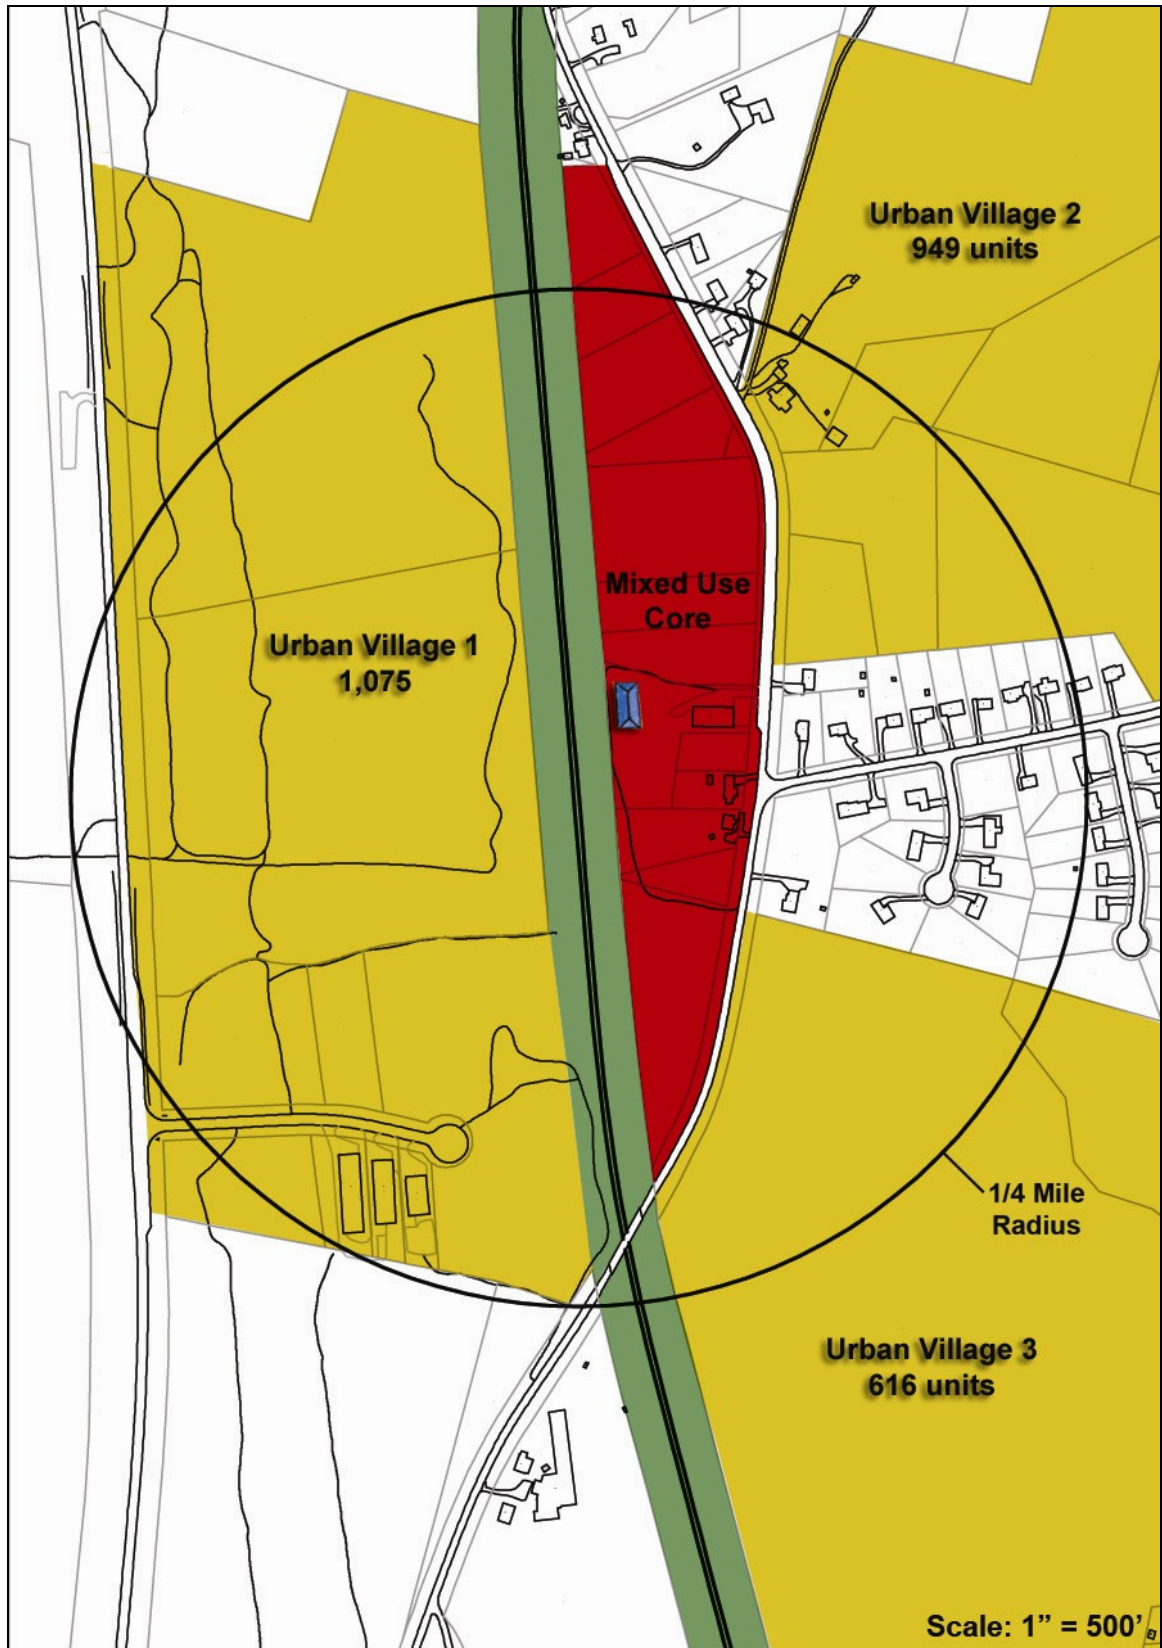 Urban Village 2
949 units
Mixed Use
Core
Urban Village 1
1,075
1/4 Mile
Radius
Urban Village 3
616 units
Scale: 1” = 500’